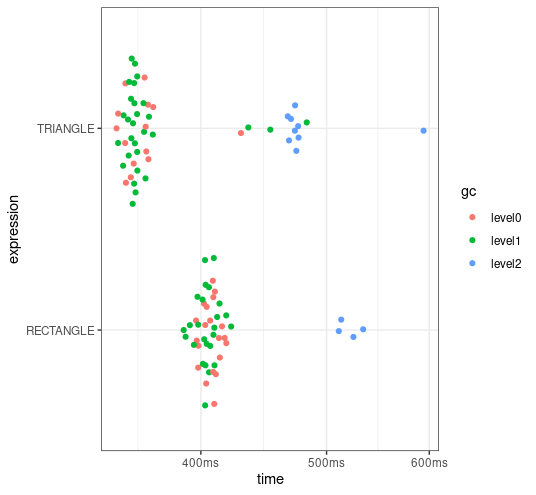 expression
TRIANGLE
RECTANGLE
400ms
500ms
600ms
time
gc
level0
level1
level2